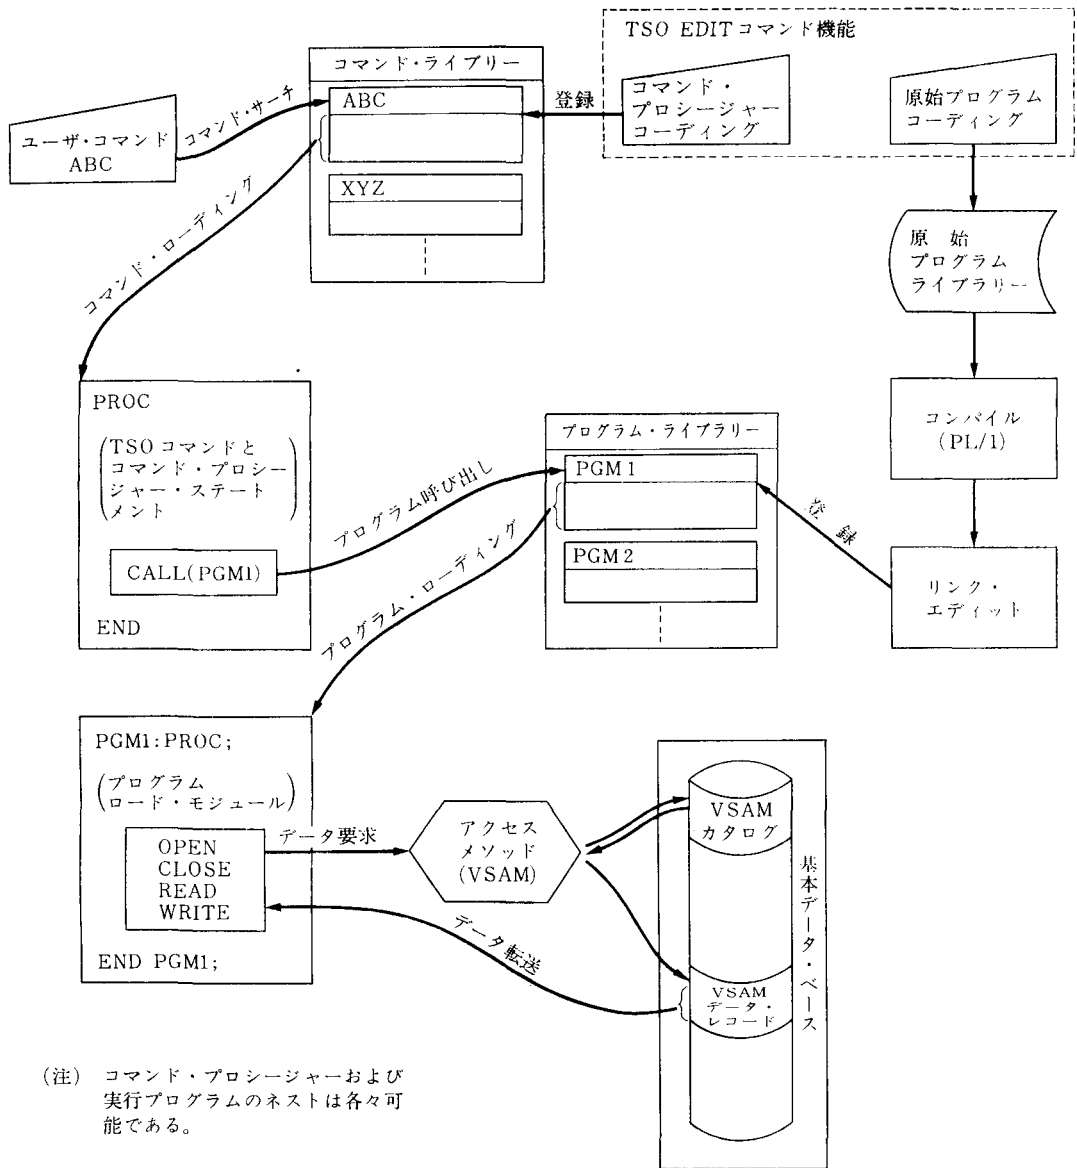 TSO EDITコマンド機能
コマンド・ライブラリー
ABC
XYZ
ユーザ・コマンド
ABC
コマンド・サーチ
登録
コマンド・
プロシージャー
コーディング
原始プログラム
コーディング
コマンド・ローディング
原 始
プログラム
ライブラリー
コンパイル
(PL/1)
リンク・
エディット
登録
PROC
(TSOコマンドと
コマンド・プロシー
ジャー・ステート
メント)
CALL(PGM1)
END
プログラム呼び出し
プログラム・ライブラリー
PGM1
PGM2
プログラム・ローディング
PGM1:PROC;
(プログラム
ロード・モジュール)
OPEN
CLOSE
READ
WRITE
END PGM1;
データ要求
アクセス
メソッド
(VSAM)
データ転送
VSAM
カタログ
VSAM
データ・
レコード
基本データ・ベース
(注) コマンド・プロシージャーおよび
実行プログラムのネストは各々可
能である。